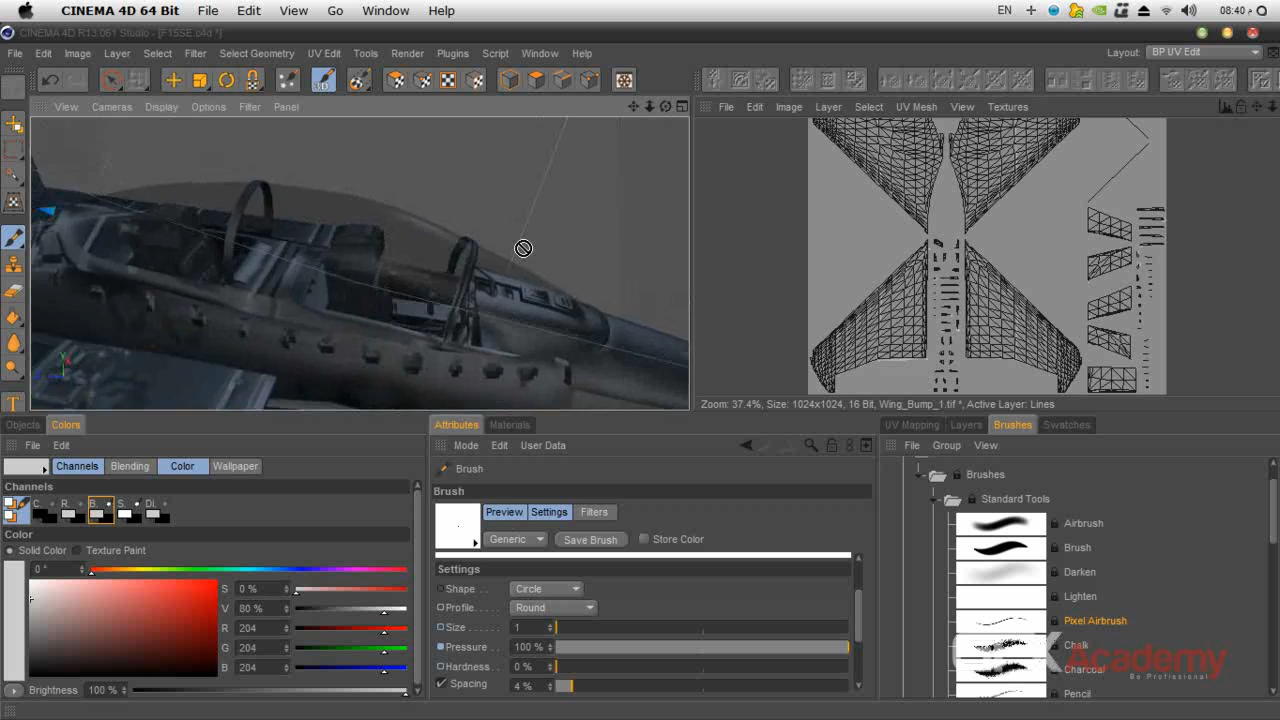 CINEMA 4D 64 Bit File Edit View Go Window Help EN 08:40 م
CINEMA 4D R13.061 Studio - [F15SE.c4d *]
File Edit Image Layer Select Filter Select Geometry UV Edit Tools Render Plugins Script Window Help Layout: BP UV Edit
3D
View Cameras Display Options Filter Panel
File Edit Image Layer Select UV Mesh View Textures
Y
Zoom: 37.4%, Size: 1024x1024, 16 Bit, Wing_Bump_1.tif *, Active Layer: Lines
Objects Colors
Attributes Materials
UV Mapping Layers Brushes Swatches
File Edit
Mode Edit User Data
File Group View
Channels Blending Color Wallpaper
Brush
Brushes
Channels
Brush
Standard Tools
C. R. B. S. Di.
Preview Settings Filters
Airbrush
Color
Generic Save Brush Store Color
Brush
Solid Color Texture Paint
Settings
Darken
0 °
Shape Circle
Lighten
S 0 %
Profile Round
Pixel Airbrush
V 80 %
Size 1
Chalk
R 204
Pressure 100 %
Charcoal
G 204
Hardness 0 %
Academy
B 204
Be Professional
Spacing 4 %
Pencil
Brightness 100 %